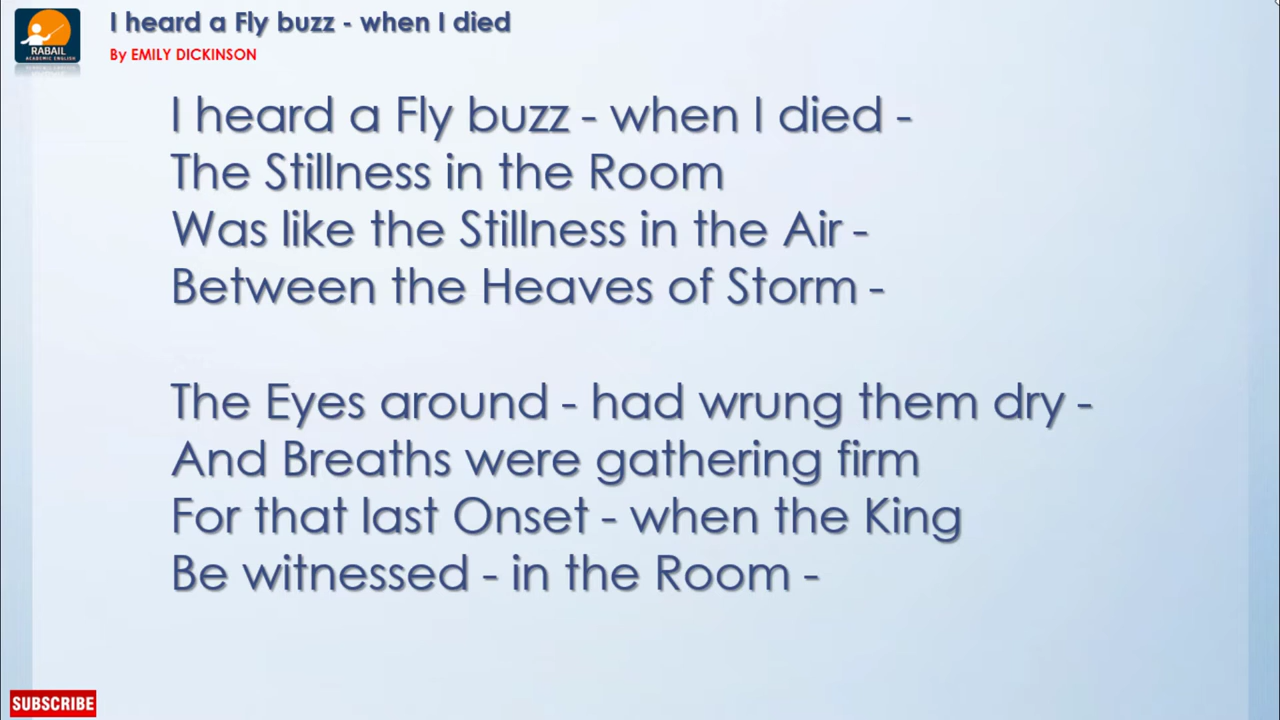 I heard a Fly buzz - when I died
By EMILY DICKINSON
RABAIL
ACADEMIC ENGLISH
I heard a Fly buzz - when I died -
The Stillness in the Room
Was like the Stillness in the Air -
Between the Heaves of Storm -
The Eyes around - had wrung them dry -
And Breaths were gathering firm
For that last Onset - when the King
Be witnessed - in the Room -
SUBSCRIBE